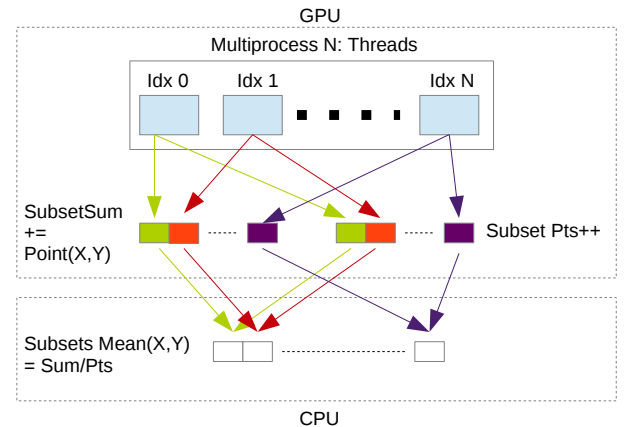 GPU
Multiprocess N: Threads
Idx 0
Idx 1
Idx N
SubsetSum
+=
Point(X,Y)
Subset Pts++
Subsets Mean(X,Y)
= Sum/Pts
CPU